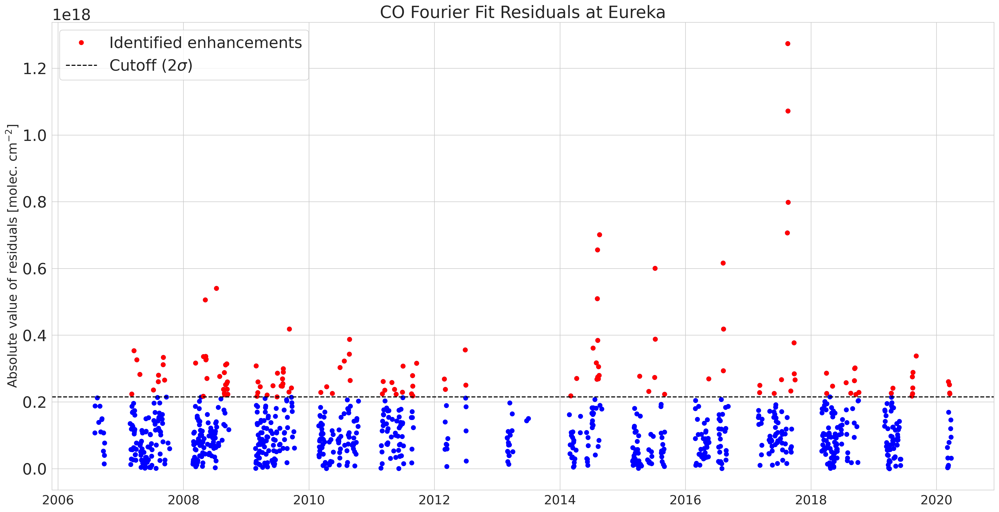 CO Fourier Fit Residuals at Eureka
1e18
Identified enhancements
Cutoff (2σ)
Absolute value of residuals [molec. cm⁻²]
1.2
1.0
0.8
0.6
0.4
0.2
0.0
2006 2008 2010 2012 2014 2016 2018 2020